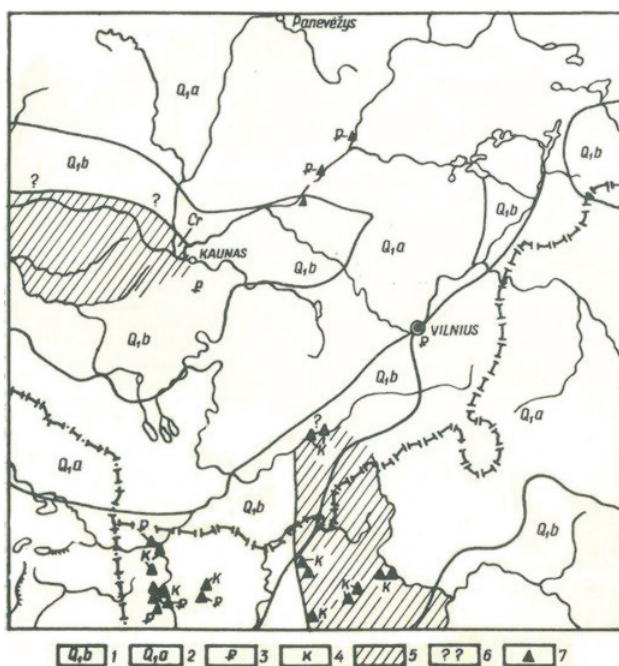 Panevėžys
Q₁a
₽
Q₁b
₽
Q₁b
?
?
Cr
Q₁b
KAUNAS
Q₁b
Q₁a
₽
VILNIUS
₽
Q₁b
Q₁b
?
K
Q₁a
Q₁a
Q₁b
Q₁b
₽
K
K
K
K
K
K
₽
₽
K
₽
K
Q₁b 1 Q₁a 2 ₽ 3 K 4 5 ?? 6 7